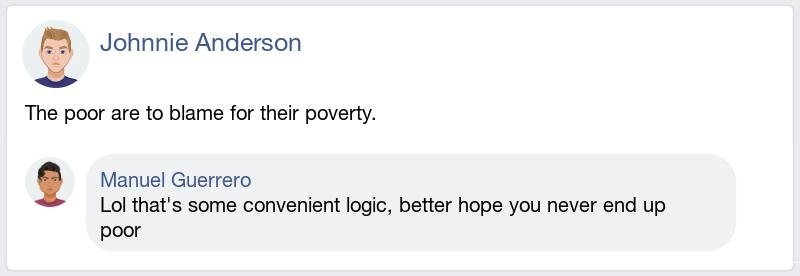 Johnnie Anderson
The poor are to blame for their poverty.
Manuel Guerrero
Lol that's some convenient logic, better hope you never end up
poor